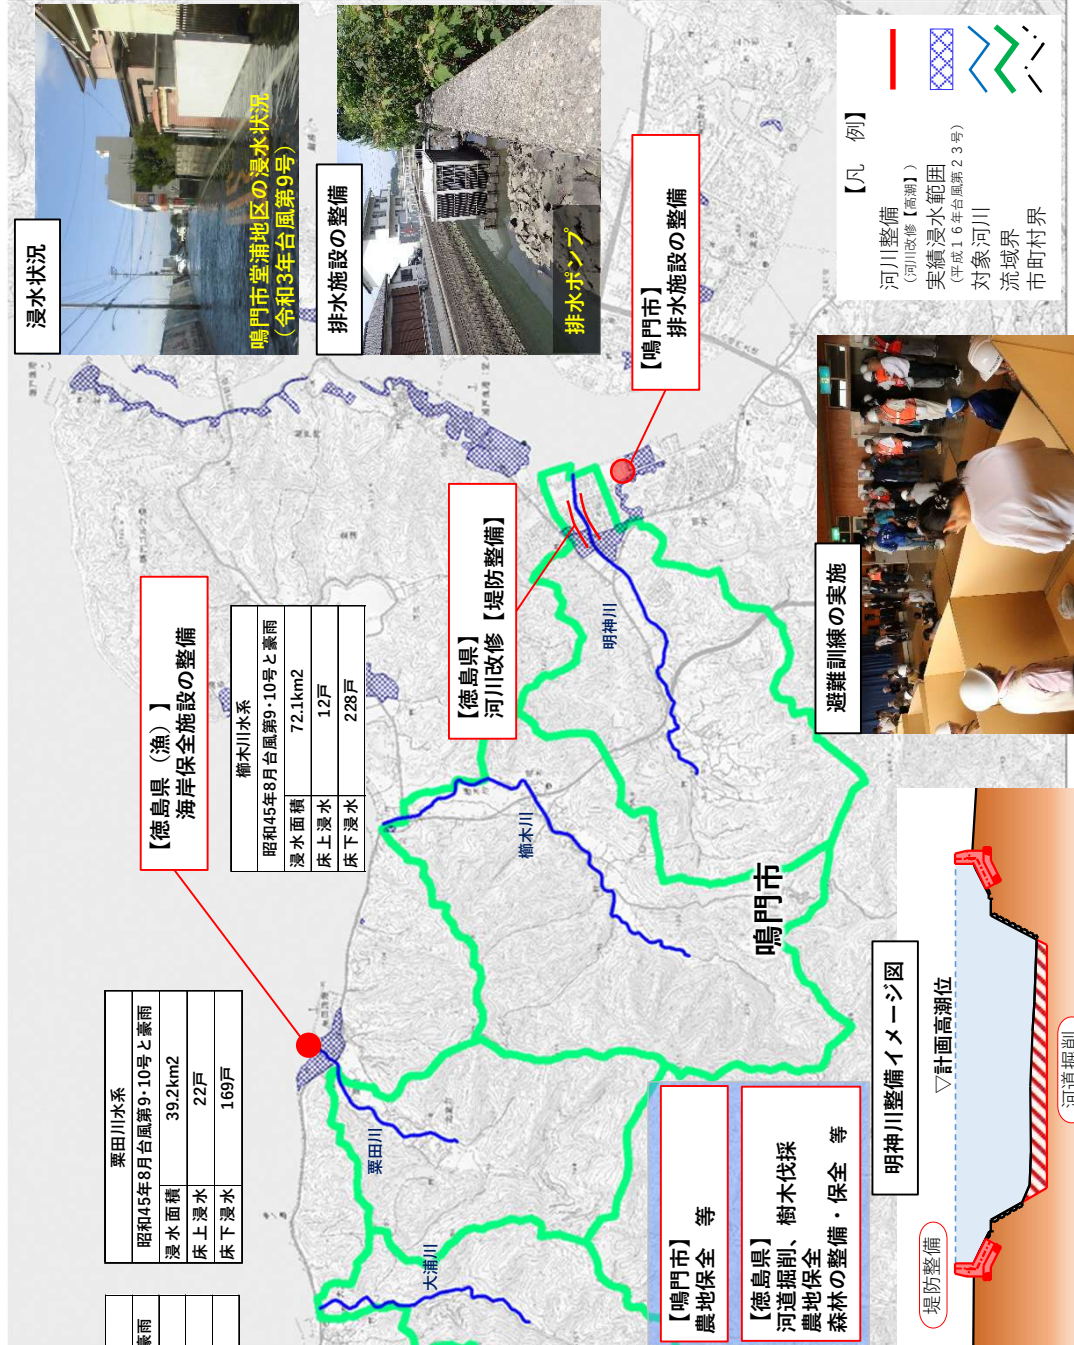 浸水状況
鳴門市堂浦地区の浸水状況
（令和3年台風第9号）
排水施設の整備
排水ポンプ
【鳴門市】
排水施設の整備
【凡　例】
河川整備
（河川改修【高潮】）
実績浸水範囲
（平成１６年台風第２３号）
対象河川
流域界
市町村界
【徳島県（漁）】
海岸保全施設の整備
櫛木川水系
昭和45年8月台風第9・10号と豪雨
浸水面積 72.1km2
床上浸水 12戸
床下浸水 228戸
【徳島県】
河川改修【堤防整備）
明神川
櫛木川
鳴門市
避難訓練の実施
粟田川水系
昭和45年8月台風第9・10号と豪雨
浸水面積 39.2km2
床上浸水 22戸
床下浸水 169戸
豪雨
粟田川
大浦川
【鳴門市】
農地保全　等
【徳島県】
河道掘削、樹木伐採
農地保全
森林の整備・保全　等
明神川整備イメージ図
▽計画高潮位
堤防整備
河道掘削